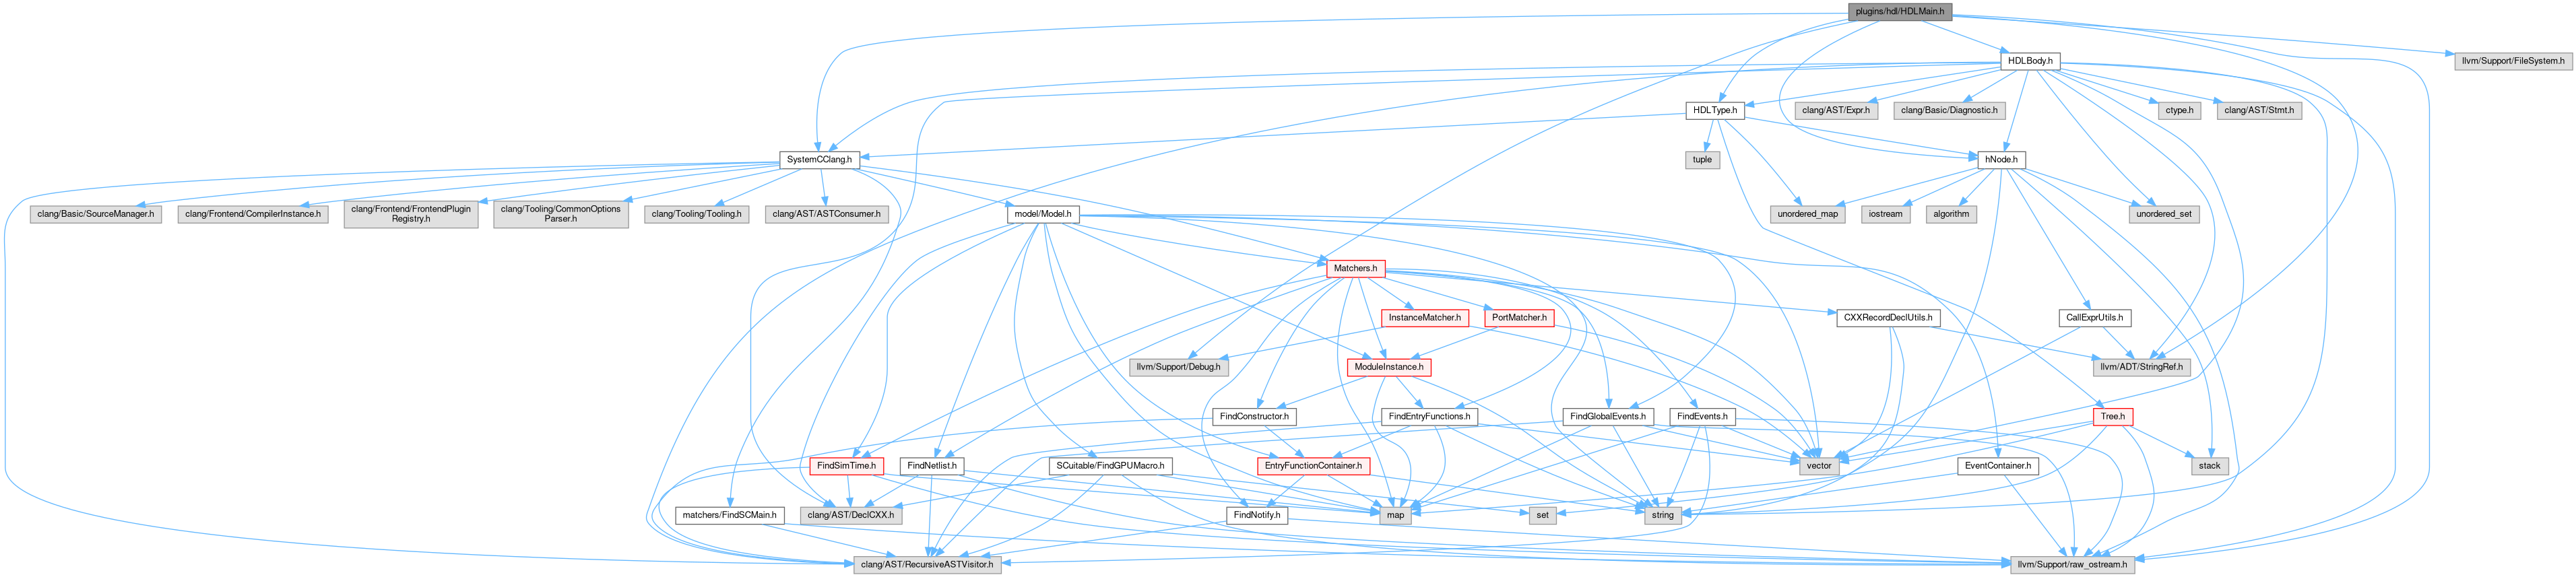 plugins/hdl/HDLMain.h
HDLBody.h
llvm/Support/FileSystem.h
HDLType.h
clang/AST/Expr.h
clang/Basic/Diagnostic.h
ctype.h
clang/AST/Stmt.h
SystemCClang.h
tuple
hNode.h
clang/Basic/SourceManager.h
clang/Frontend/CompilerInstance.h
clang/Frontend/FrontendPlugin
Registry.h
clang/Tooling/CommonOptions
Parser.h
clang/Tooling/Tooling.h
clang/AST/ASTConsumer.h
model/Model.h
unordered_map
iostream
algorithm
unordered_set
Matchers.h
InstanceMatcher.h
PortMatcher.h
CXXRecordDeclUtils.h
CallExprUtils.h
llvm/Support/Debug.h
ModuleInstance.h
llvm/ADT/StringRef.h
FindConstructor.h
FindEntryFunctions.h
FindGlobalEvents.h
FindEvents.h
Tree.h
FindSimTime.h
FindNetlist.h
SCuitable/FindGPUMacro.h
EntryFunctionContainer.h
vector
EventContainer.h
stack
matchers/FindSCMain.h
clang/AST/DeclCXX.h
FindNotify.h
map
set
string
clang/AST/RecursiveASTVisitor.h
llvm/Support/raw_ostream.h